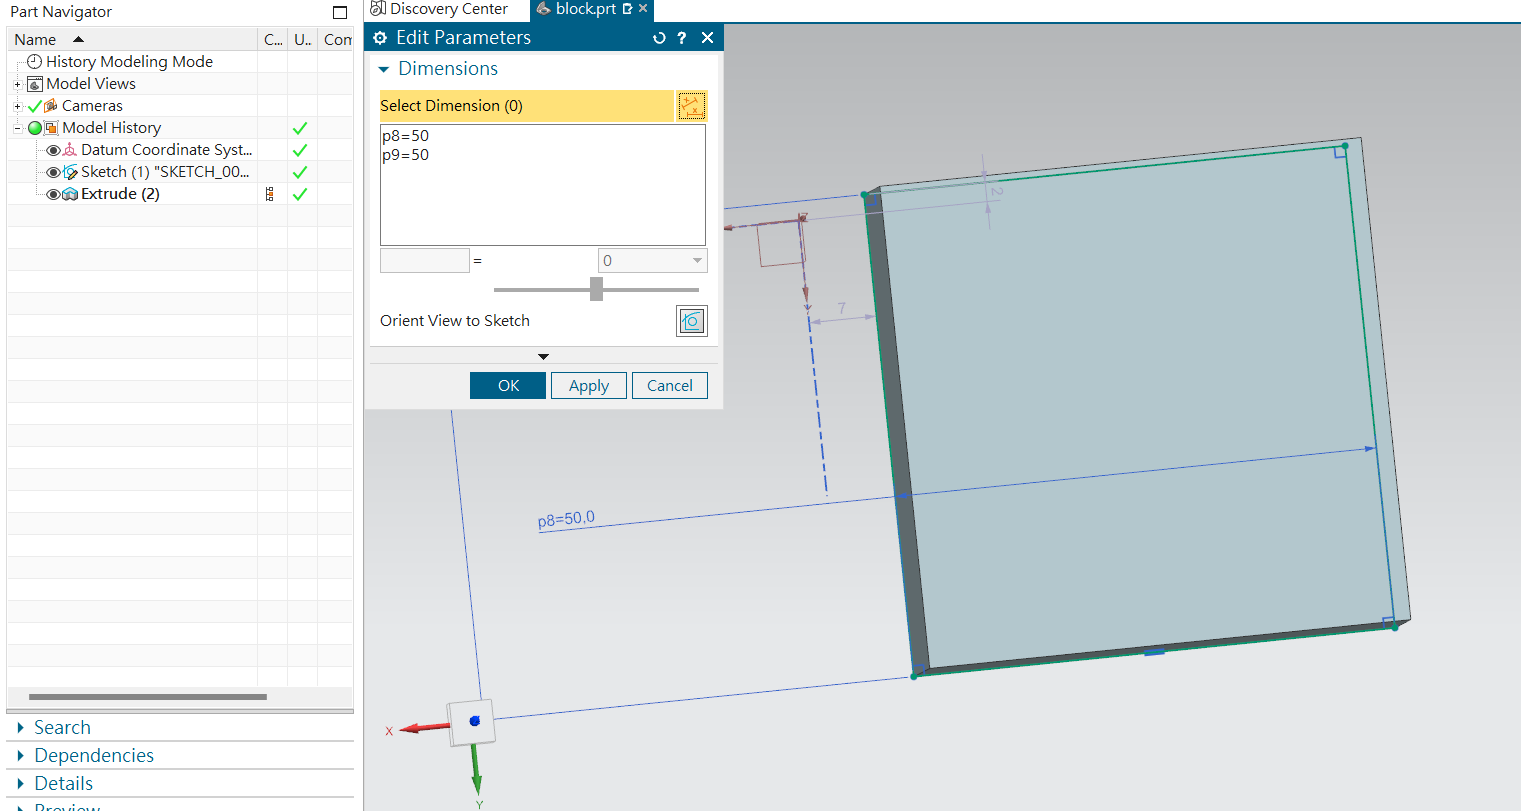 Part Navigator
Discovery Center
block.prt
Name
C...
U..
Com
History Modeling Mode
Model Views
Cameras
Model History
Datum Coordinate Syst...
Sketch (1) "SKETCH_00...
Extrude (2)
Search
Dependencies
Details
Preview
Edit Parameters
?
Dimensions
Select Dimension (0)
p8=50
p9=50
=
0
Orient View to Sketch
OK
Apply
Cancel
2
Z
Y
7
p8=50,0
X
Y